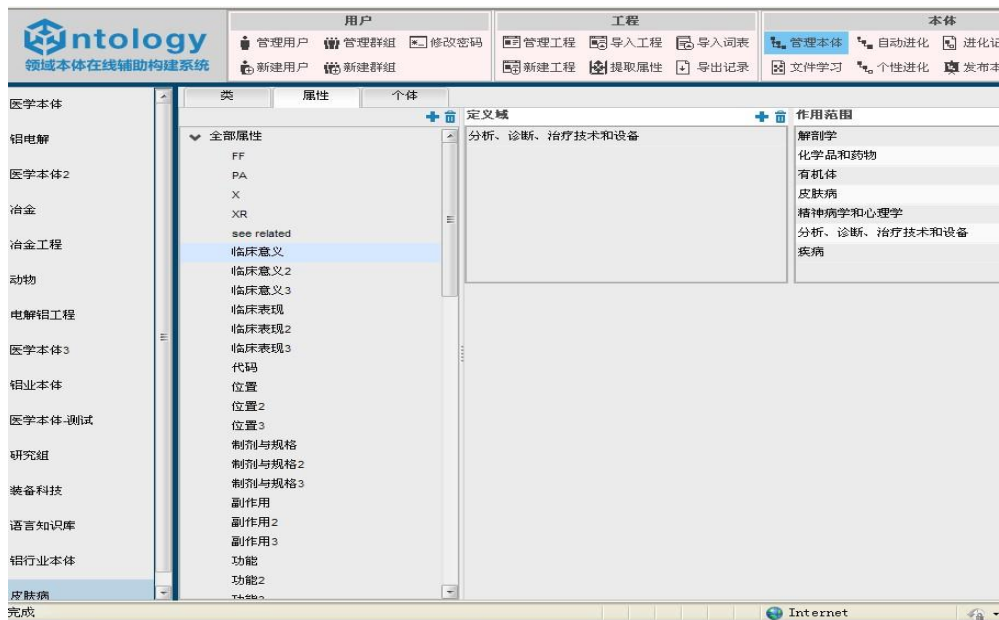 Ontology
领域本体在线辅助构建系统
用户
管理用户 管理群组 修改密码
新建用户 新建群组
工程
管理工程 导入工程 导入词表
新建工程 提取属性 导出记录
本体
管理本体 自动进化 进化记
文件学习 个性进化 发布本
医学本体
铝电解
医学本体2
冶金
冶金工程
动物
电解铝工程
医学本体3
铝业本体
医学本体-测试
研究组
装备科技
语言知识库
铝行业本体
皮肤病
类 属性 个体
全部属性
FF
PA
X
XR
see related
临床意义
临床意义2
临床意义3
临床表现
临床表现2
临床表现3
代码
位置
位置2
位置3
制剂与规格
制剂与规格2
制剂与规格3
副作用
副作用2
副作用3
功能
功能2
功能3
定义域
分析、诊断、治疗技术和设备
作用范围
解剖学
化学品和药物
有机体
皮肤病
精神病学和心理学
分析、诊断、治疗技术和设备
疾病
完成
Internet